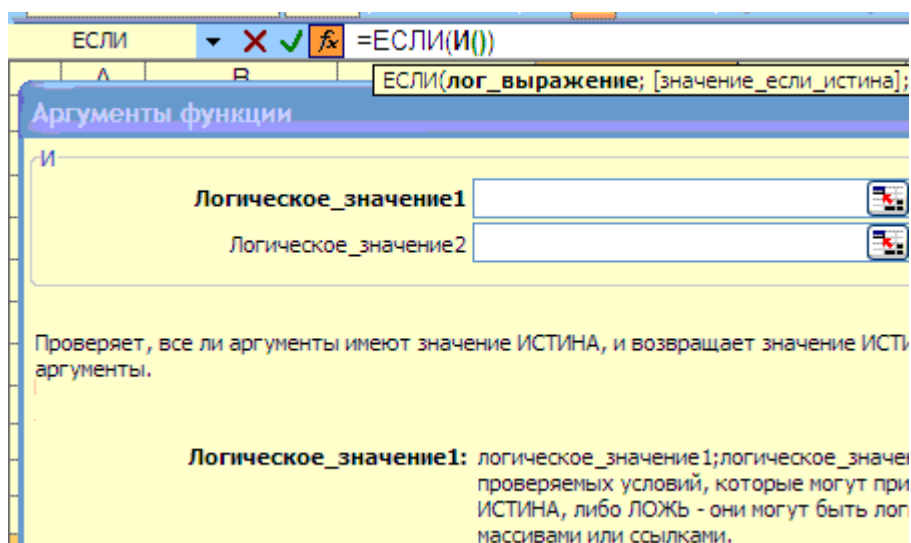 ЕСЛИ =ЕСЛИ(И())
А В
ЕСЛИ(лог_выражение; [значение_если_истина];
Аргументы функции
И
Логическое_значение1
Логическое_значение2
Проверяет, все ли аргументы имеют значение ИСТИНА, и возвращает значение ИСТИ
аргументы.
Логическое_значение1: логическое_значение1;логическое_значен
проверяемых условий, которые могут при
ИСТИНА, либо ЛОЖЬ - они могут быть логи
массивами или ссылками.